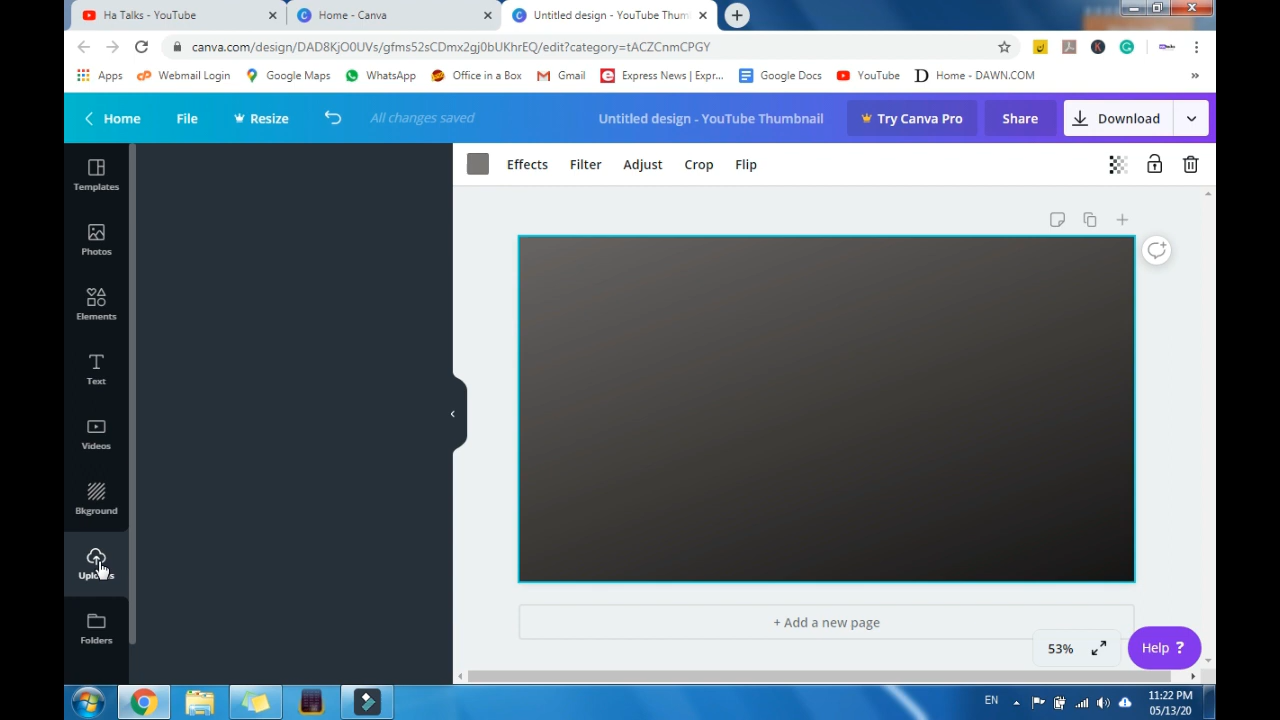 Ha Talks - YouTube
Home - Canva
Untitled design - YouTube Thum
canva.com/design/DAD8KjO0UVs/gfms52sCDmx2gj0bUKhrEQ/edit?category=tACZCnmCPGY
Apps
Webmail Login
Google Maps
WhatsApp
Office in a Box
Gmail
Express News | Expr...
Google Docs
YouTube
Home - DAWN.COM
»
Home
File
Resize
All changes saved
Untitled design - YouTube Thumbnail
Try Canva Pro
Share
Download
Templates
Photos
Elements
Text
Videos
Bkground
Folders
Effects
Filter
Adjust
Crop
Flip
+ Add a new page
53%
Help ?
EN
11:22 PM
05/13/20